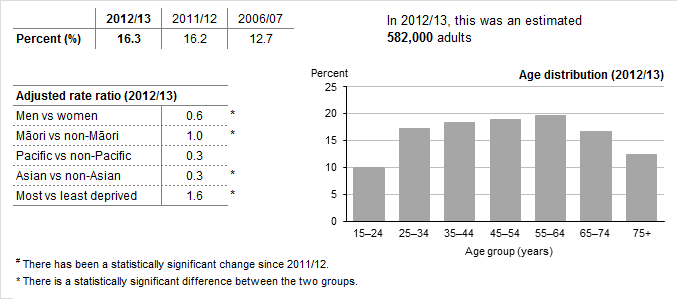 2012/13 2011/12 2006/07
Percent (%) 16.3 16.2 12.7
In 2012/13, this was an estimated
582,000 adults
Adjusted rate ratio (2012/13)
Men vs women 0.6 *
Māori vs non-Māori 1.0 *
Pacific vs non-Pacific 0.3
Asian vs non-Asian 0.3 *
Most vs least deprived 1.6 *
Percent
Age distribution (2012/13)
25
20
15
10
5
0
15–24 25–34 35–44 45–54 55–64 65–74 75+
Age group (years)
# There has been a statistically significant change since 2011/12.
* There is a statistically significant difference between the two groups.